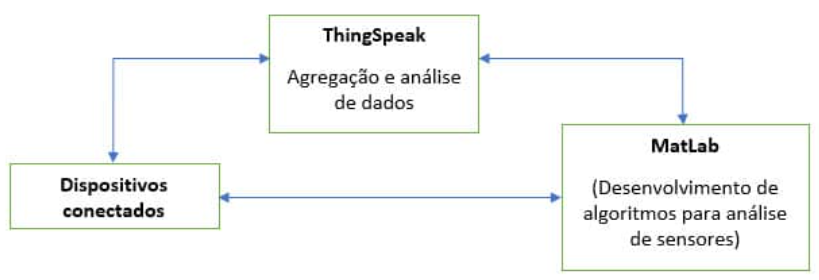 ThingSpeak
Agregação e análise
de dados
MatLab
(Desenvolvimento de
algoritmos para análise
de sensores)
Dispositivos
conectados